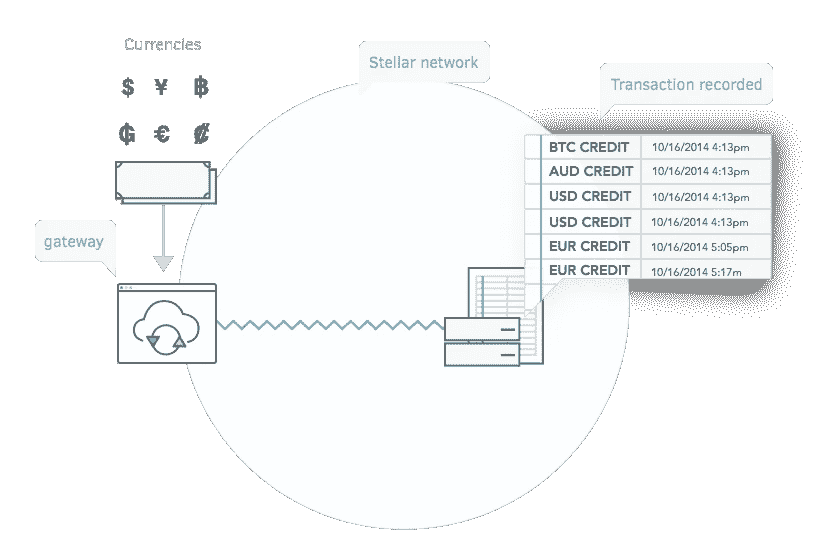 Currencies
$ ¥ ฿
₲ € ₡
Stellar network
Transaction recorded
BTC CREDIT 10/16/2014 4:13pm
AUD CREDIT 10/16/2014 4:13pm
USD CREDIT 10/16/2014 4:13pm
USD CREDIT 10/16/2014 4:13pm
EUR CREDIT 10/16/2014 5:05pm
EUR CREDIT 10/16/2014 5:17m
gateway